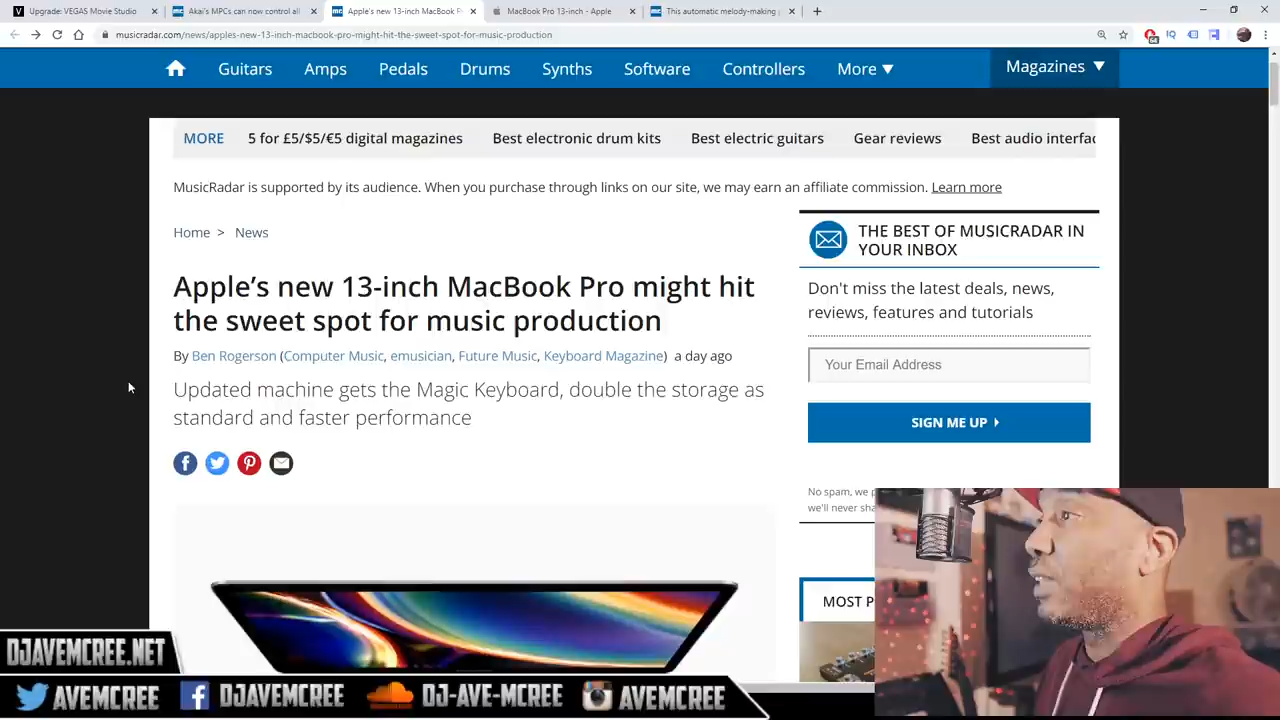 Upgrade: VEGAS Movie Studio
Akai's MPCs can now control all
Apple's new 13-inch MacBook P
MacBook Pro 13-inch - Apple
This automatic melody-making
musicradar.com/news/apples-new-13-inch-macbook-pro-might-hit-the-sweet-spot-for-music-production
Guitars Amps Pedals Drums Synths Software Controllers More Magazines
MORE 5 for £5/$5/€5 digital magazines Best electronic drum kits Best electric guitars Gear reviews Best audio interfac
MusicRadar is supported by its audience. When you purchase through links on our site, we may earn an affiliate commission. Learn more
Home > News
Apple's new 13-inch MacBook Pro might hit
the sweet spot for music production
By Ben Rogerson (Computer Music, emusician, Future Music, Keyboard Magazine) a day ago
Updated machine gets the Magic Keyboard, double the storage as
standard and faster performance
THE BEST OF MUSICRADAR IN
YOUR INBOX
Don't miss the latest deals, news,
reviews, features and tutorials
Your Email Address
SIGN ME UP
No spam, we p
we'll never sha
MOST P
DJAVEMCREE.NET
AVEMCREE DJAVEMCREE DJ-AVE-MCREE AVEMCREE